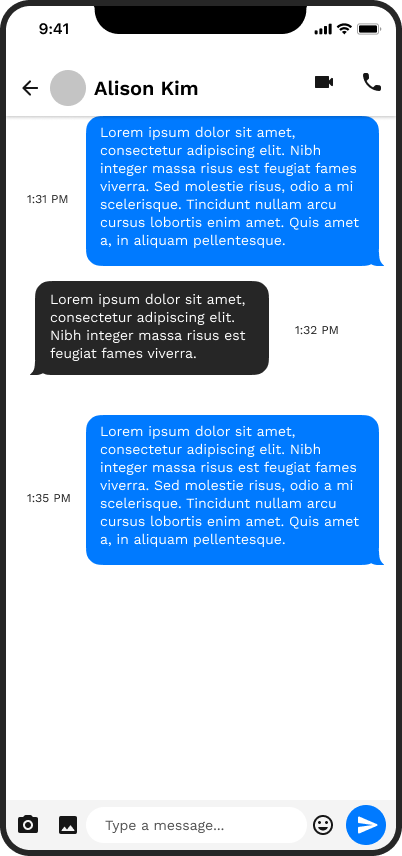 9:41
Alison Kim
Lorem ipsum dolor sit amet,
consectetur adipiscing elit. Nibh
integer massa risus est feugiat fames
viverra. Sed molestie risus, odio a mi
scelerisque. Tincidunt nullam arcu
cursus lobortis enim amet. Quis amet
a, in aliquam pellentesque.
1:31 PM
Lorem ipsum dolor sit amet,
consectetur adipiscing elit.
Nibh integer massa risus est
feugiat fames viverra.
1:32 PM
Lorem ipsum dolor sit amet,
consectetur adipiscing elit. Nibh
integer massa risus est feugiat fames
viverra. Sed molestie risus, odio a mi
scelerisque. Tincidunt nullam arcu
cursus lobortis enim amet. Quis amet
a, in aliquam pellentesque.
1:35 PM
Type a message...